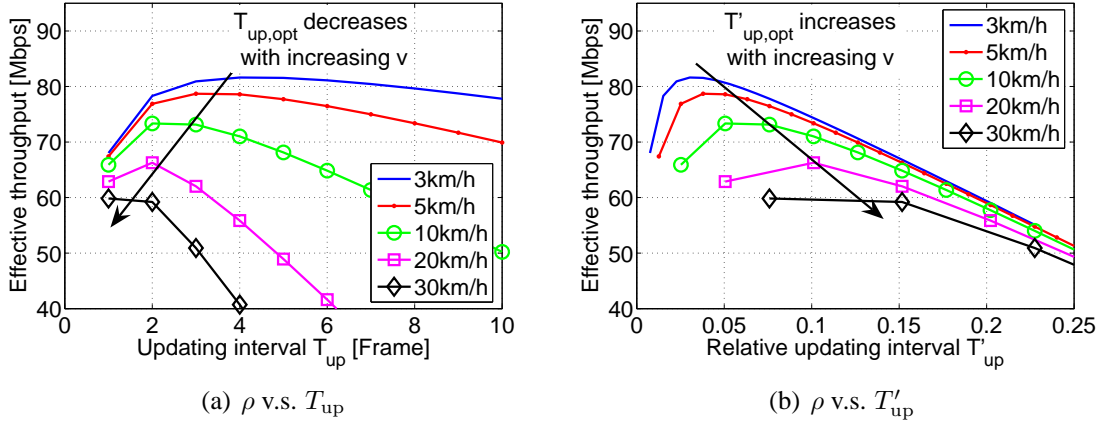 T_up,opt decreases
with increasing v
Effective throughput [Mbps]
90
80
70
60
50
40
0
2
4
6
8
10
Updating interval T_up [Frame]
3km/h
5km/h
10km/h
20km/h
30km/h
(a) ρ v.s. T_up
T'_up,opt increases
with increasing v
Effective throughput [Mbps]
90
80
70
60
50
40
0
0.05
0.1
0.15
0.2
0.25
Relative updating interval T'_up
3km/h
5km/h
10km/h
20km/h
30km/h
(b) ρ v.s. T′_up